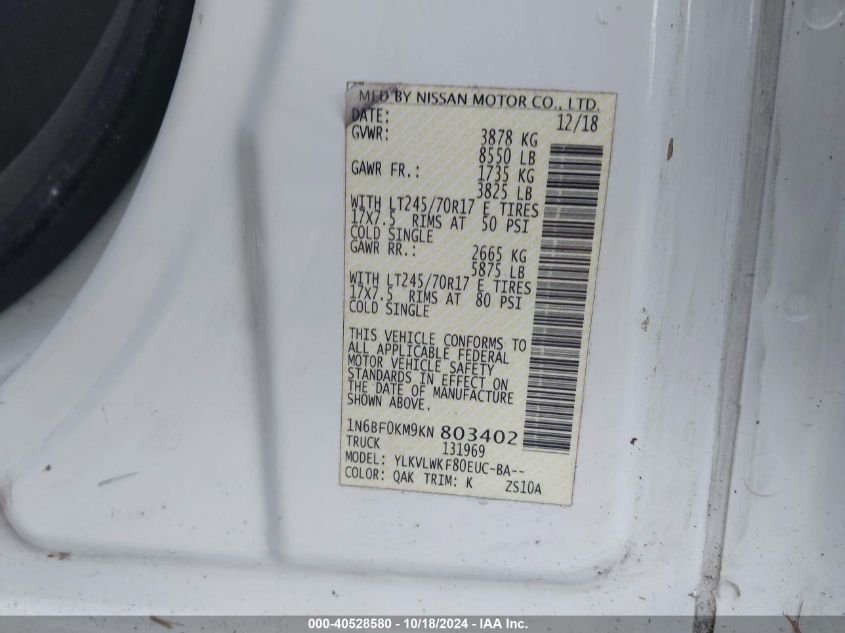 MFD BY NISSAN MOTOR CO., LTD.
DATE: 12/18
GVWR: 3878 KG
8550 LB
GAWR FR.: 1735 KG
3825 LB
WITH LT245/70R17 E TIRES
17X7.5 RIMS AT 50 PSI
COLD SINGLE
GAWR RR.: 2665 KG
5875 LB
WITH LT245/70R17 E TIRES
17X7.5 RIMS AT 80 PSI
COLD SINGLE
THIS VEHICLE CONFORMS TO
ALL APPLICABLE FEDERAL
MOTOR VEHICLE SAFETY
STANDARDS IN EFFECT ON
THE DATE OF MANUFACTURE
SHOWN ABOVE.
1N6BF0KM9KN 803402
TRUCK 131969
MODEL: YLKVLWKF80EUC-BA--
COLOR: QAK TRIM: K ZS10A
000-40528580 - 10/18/2024 - IAA Inc.